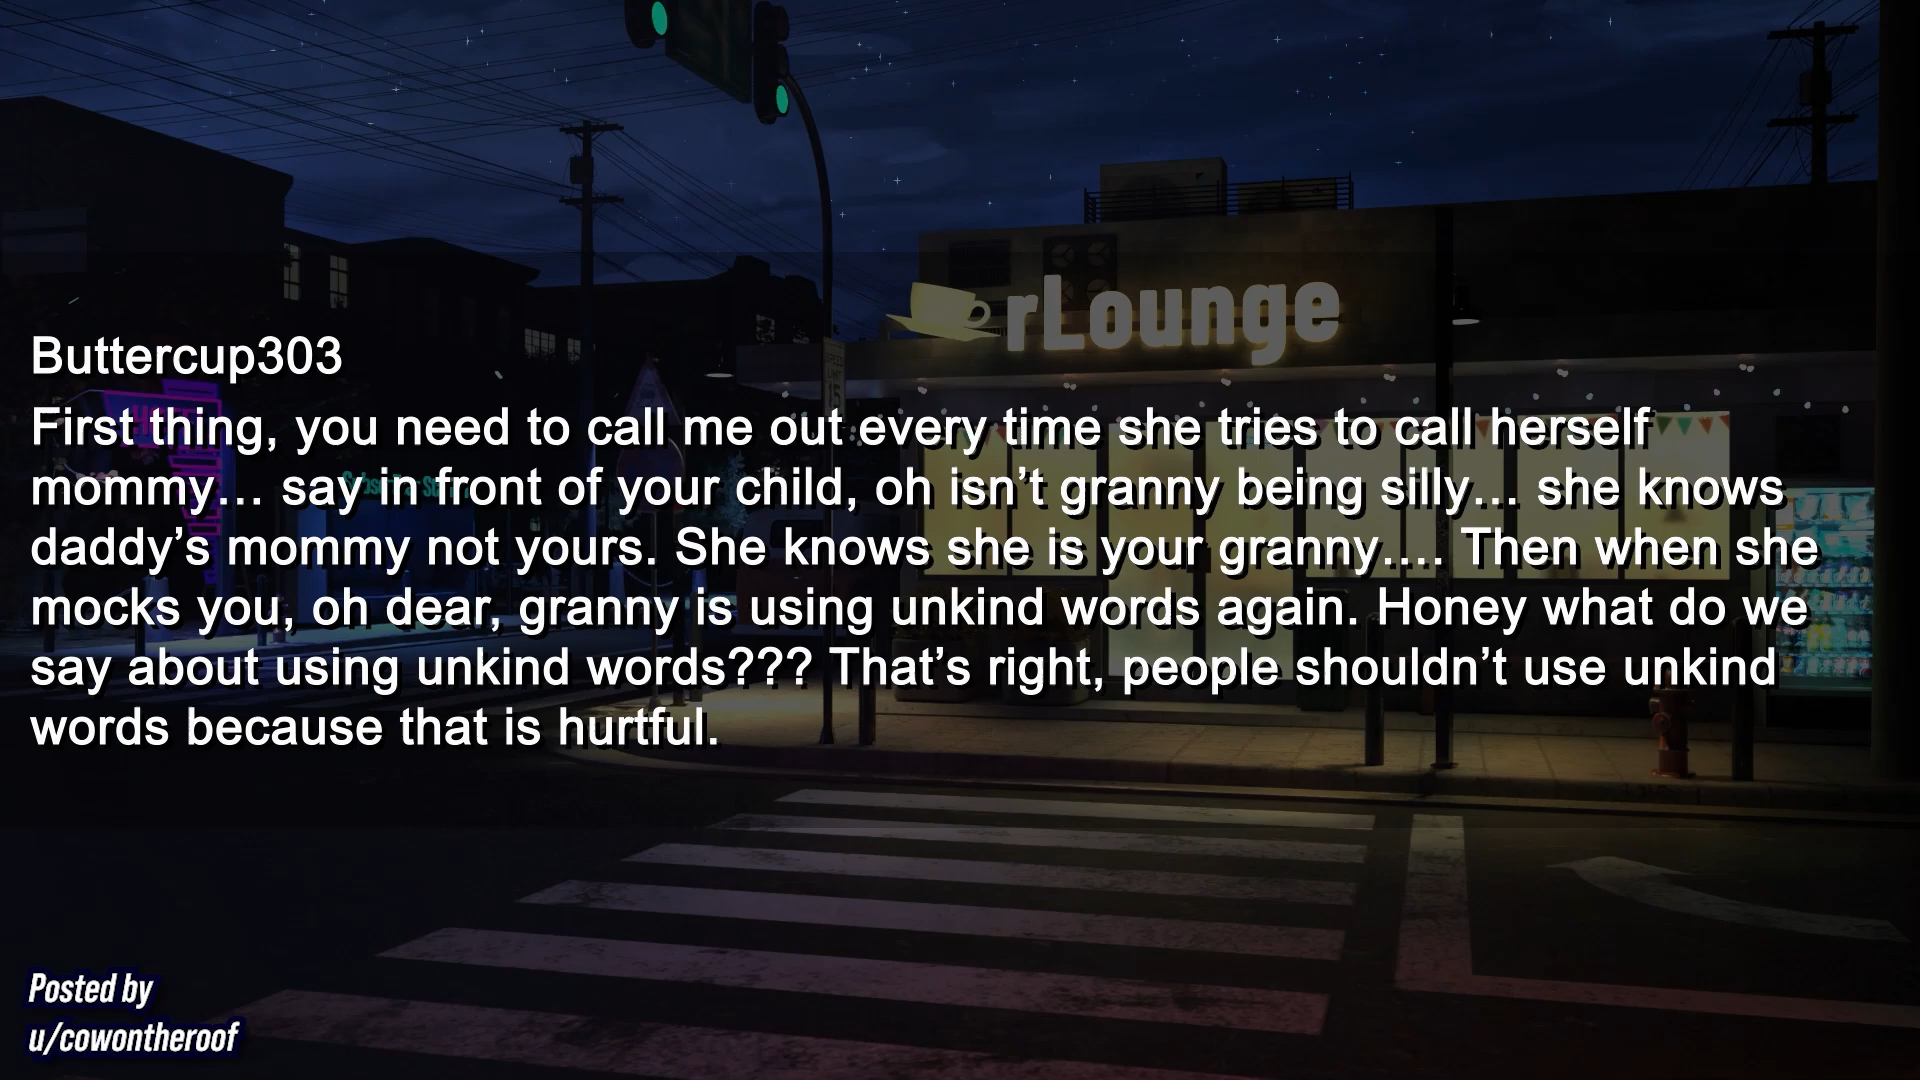 rLounge
Buttercup303
First thing, you need to call me out every time she tries to call herself
mommy… say in front of your child, oh isn’t granny being silly… she knows
daddy’s mommy not yours. She knows she is your granny…. Then when she
mocks you, oh dear, granny is using unkind words again. Honey what do we
say about using unkind words??? That’s right, people shouldn’t use unkind
words because that is hurtful.
SPEED
LIMIT
15
Posted by
u/cowontheroof